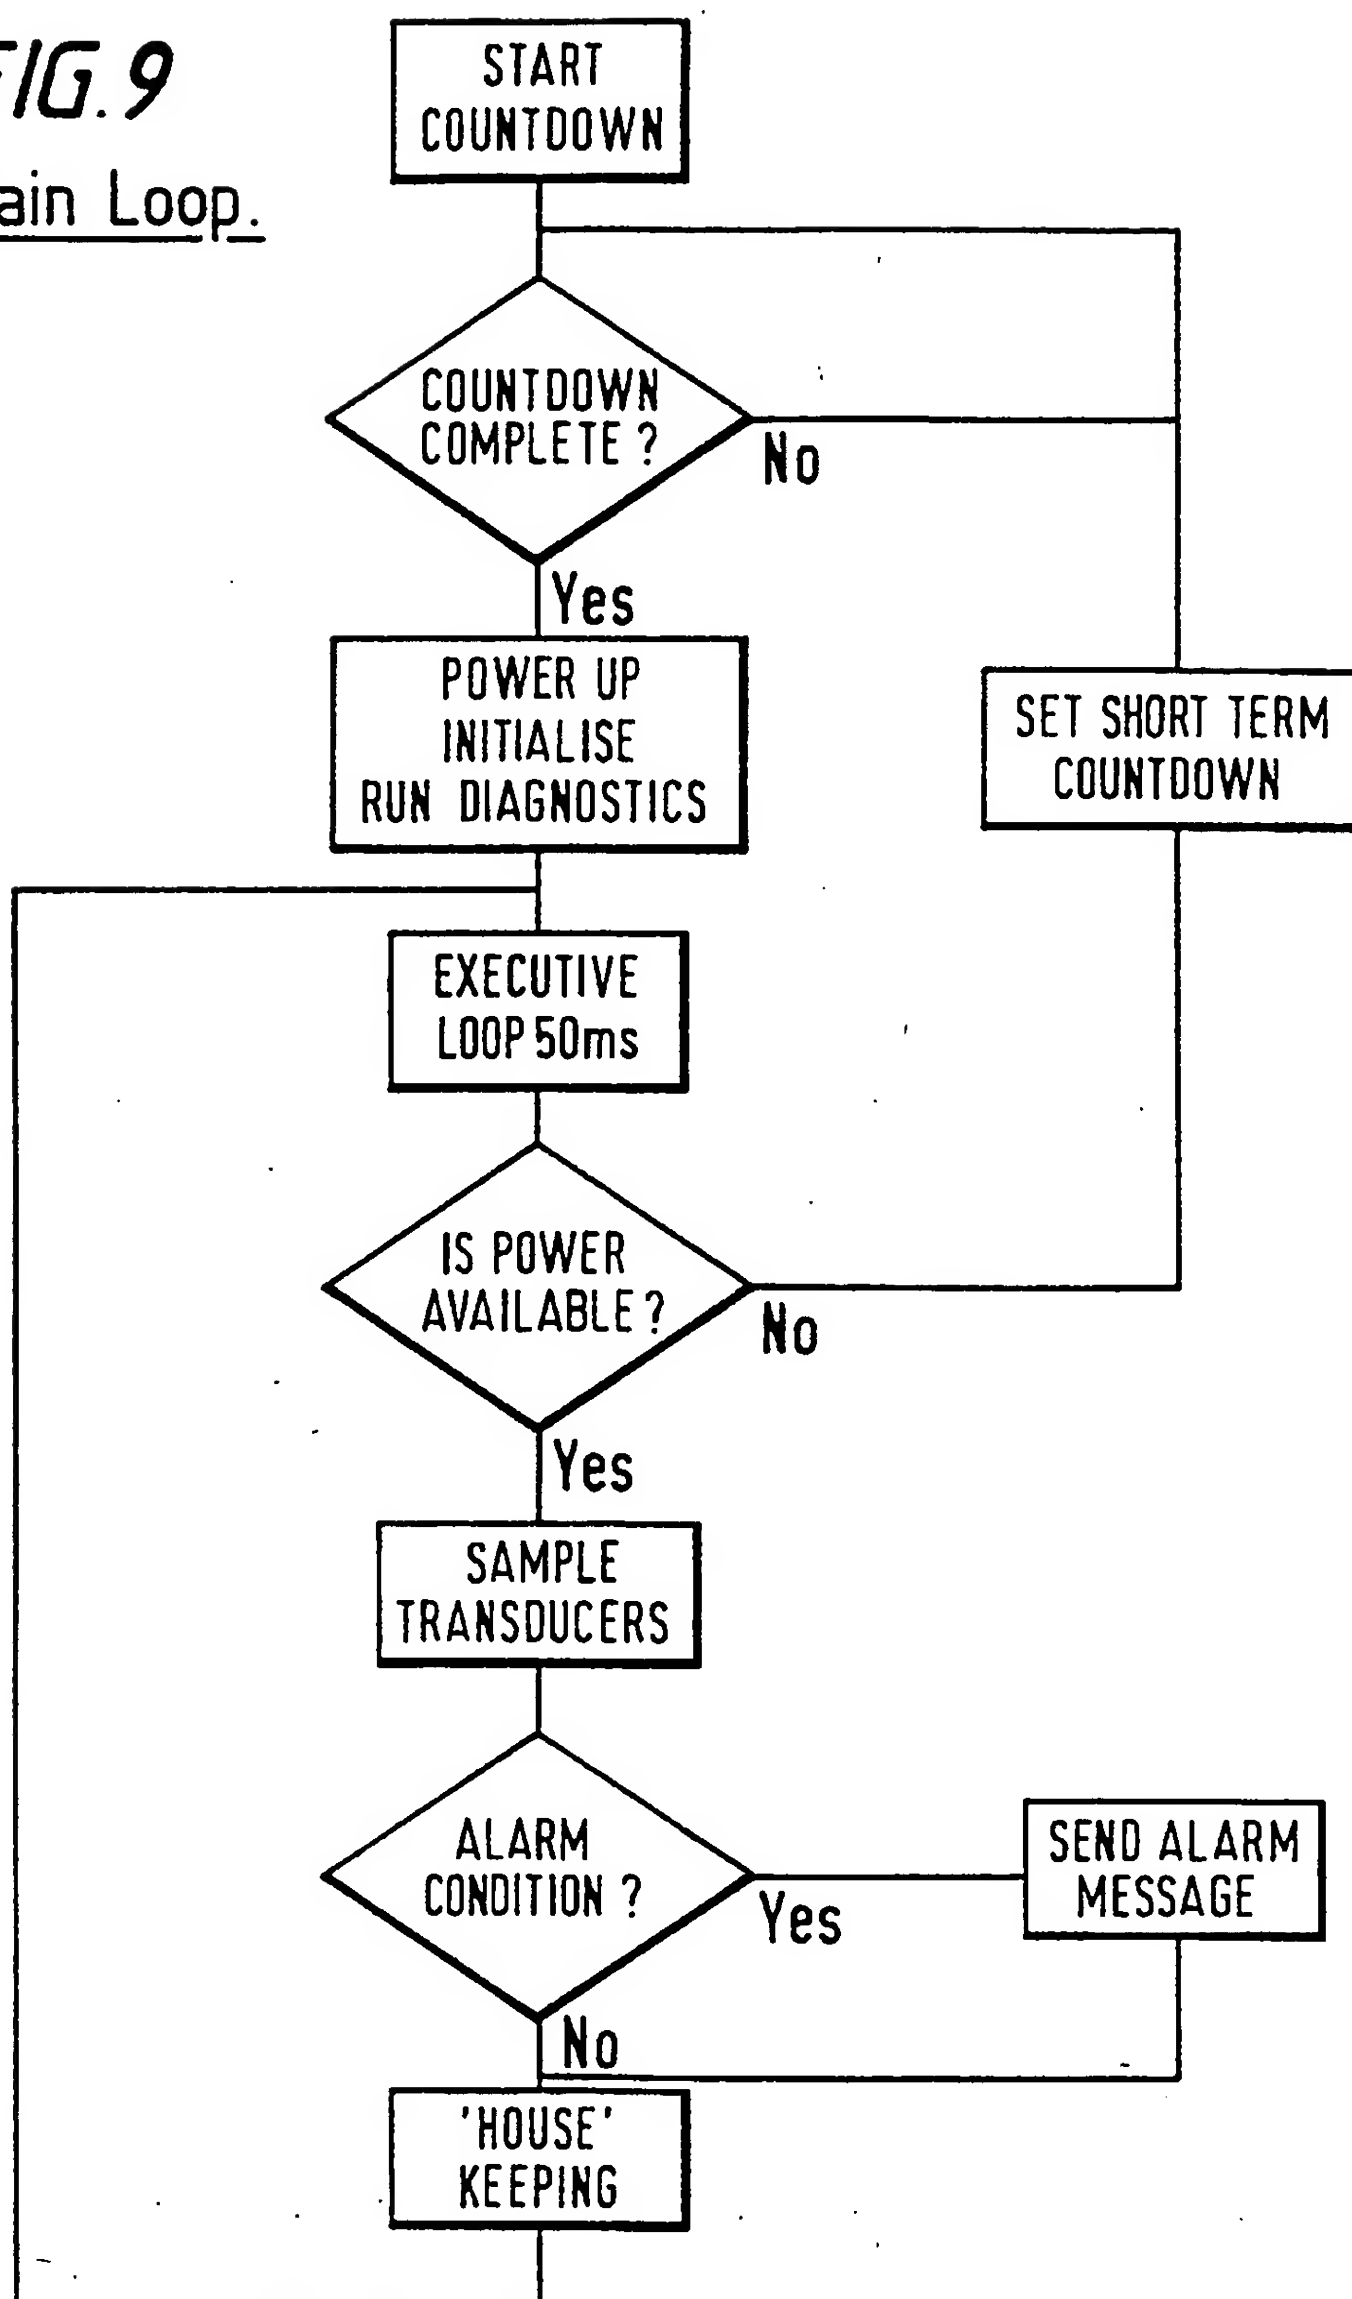 FIG. 9
ain Loop.
START
COUNTDOWN
COUNTDOWN
COMPLETE ?
No
Yes
POWER UP
INITIALISE
RUN DIAGNOSTICS
SET SHORT TERM
COUNTDOWN
EXECUTIVE
LOOP 50ms
IS POWER
AVAILABLE ?
No
Yes
SAMPLE
TRANSDUCERS
ALARM
CONDITION ?
Yes
SEND ALARM
MESSAGE
No
'HOUSE'
KEEPING